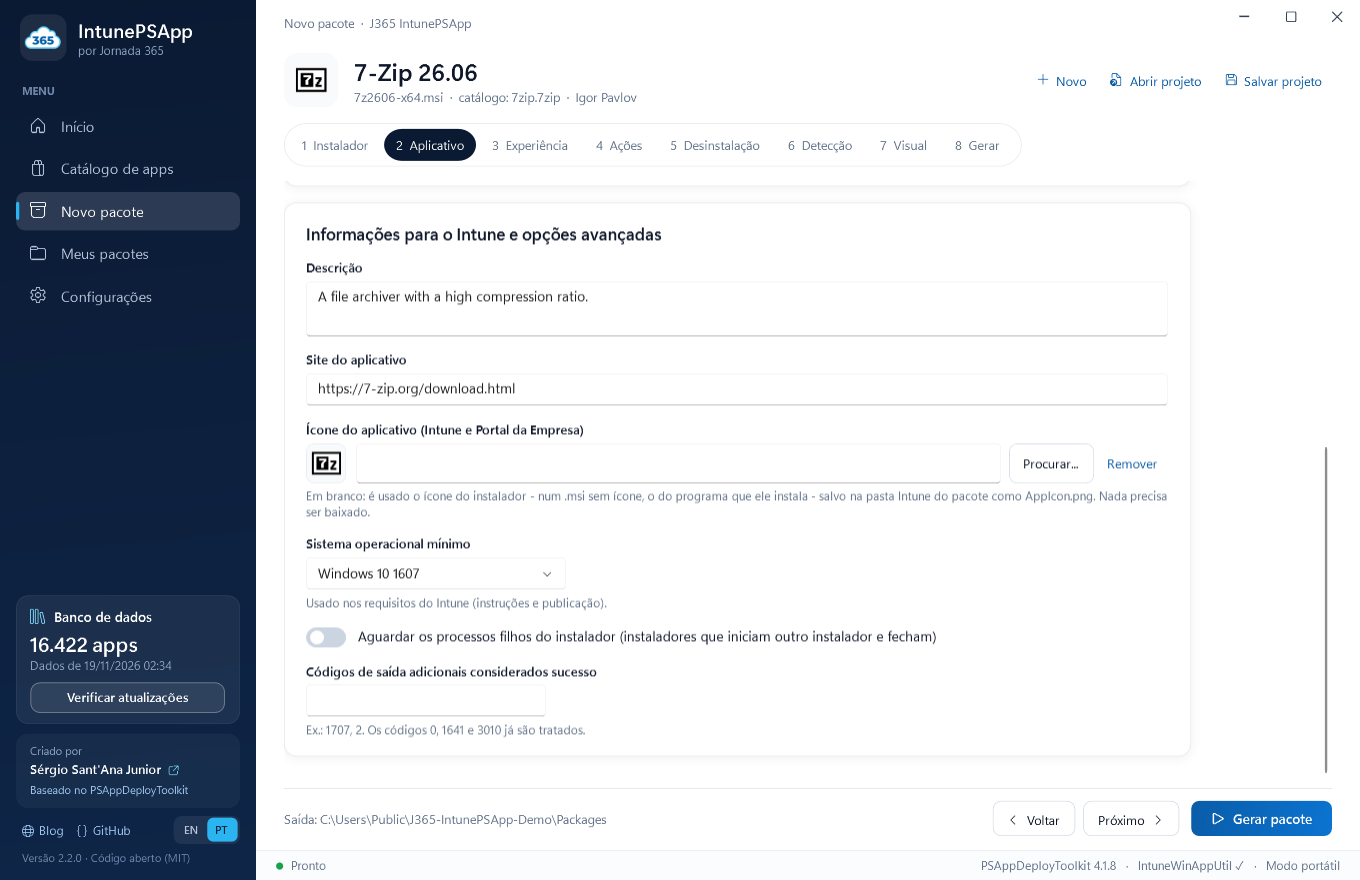 365
IntunePSApp
por Jornada 365
MENU
Início
Catálogo de apps
Novo pacote
Meus pacotes
Configurações
Banco de dados
16.422 apps
Dados de 19/11/2026 02:34
Verificar atualizações
Criado por
Sérgio Sant'Ana Junior
Baseado no PSAppDeployToolkit
Blog
GitHub
EN
PT
Versão 2.2.0 · Código aberto (MIT)
Novo pacote · J365 IntunePSApp
7z
7-Zip 26.06
7z2606-x64.msi · catálogo: 7zip.7zip · Igor Pavlov
Novo
Abrir projeto
Salvar projeto
1 Instalador
2 Aplicativo
3 Experiência
4 Ações
5 Desinstalação
6 Detecção
7 Visual
8 Gerar
Informações para o Intune e opções avançadas
Descrição
A file archiver with a high compression ratio.
Site do aplicativo
https://7-zip.org/download.html
Ícone do aplicativo (Intune e Portal da Empresa)
7z
Procurar...
Remover
Em branco: é usado o ícone do instalador - num .msi sem ícone, o do programa que ele instala - salvo na pasta Intune do pacote como AppIcon.png. Nada precisa
ser baixado.
Sistema operacional mínimo
Windows 10 1607
Usado nos requisitos do Intune (instruções e publicação).
Aguardar os processos filhos do instalador (instaladores que iniciam outro instalador e fecham)
Códigos de saída adicionais considerados sucesso
Ex.: 1707, 2. Os códigos 0, 1641 e 3010 já são tratados.
Saída: C:\Users\Public\J365-IntunePSApp-Demo\Packages
Voltar
Próximo
Gerar pacote
Pronto
PSAppDeployToolkit 4.1.8 · IntuneWinAppUtil ✓ · Modo portátil